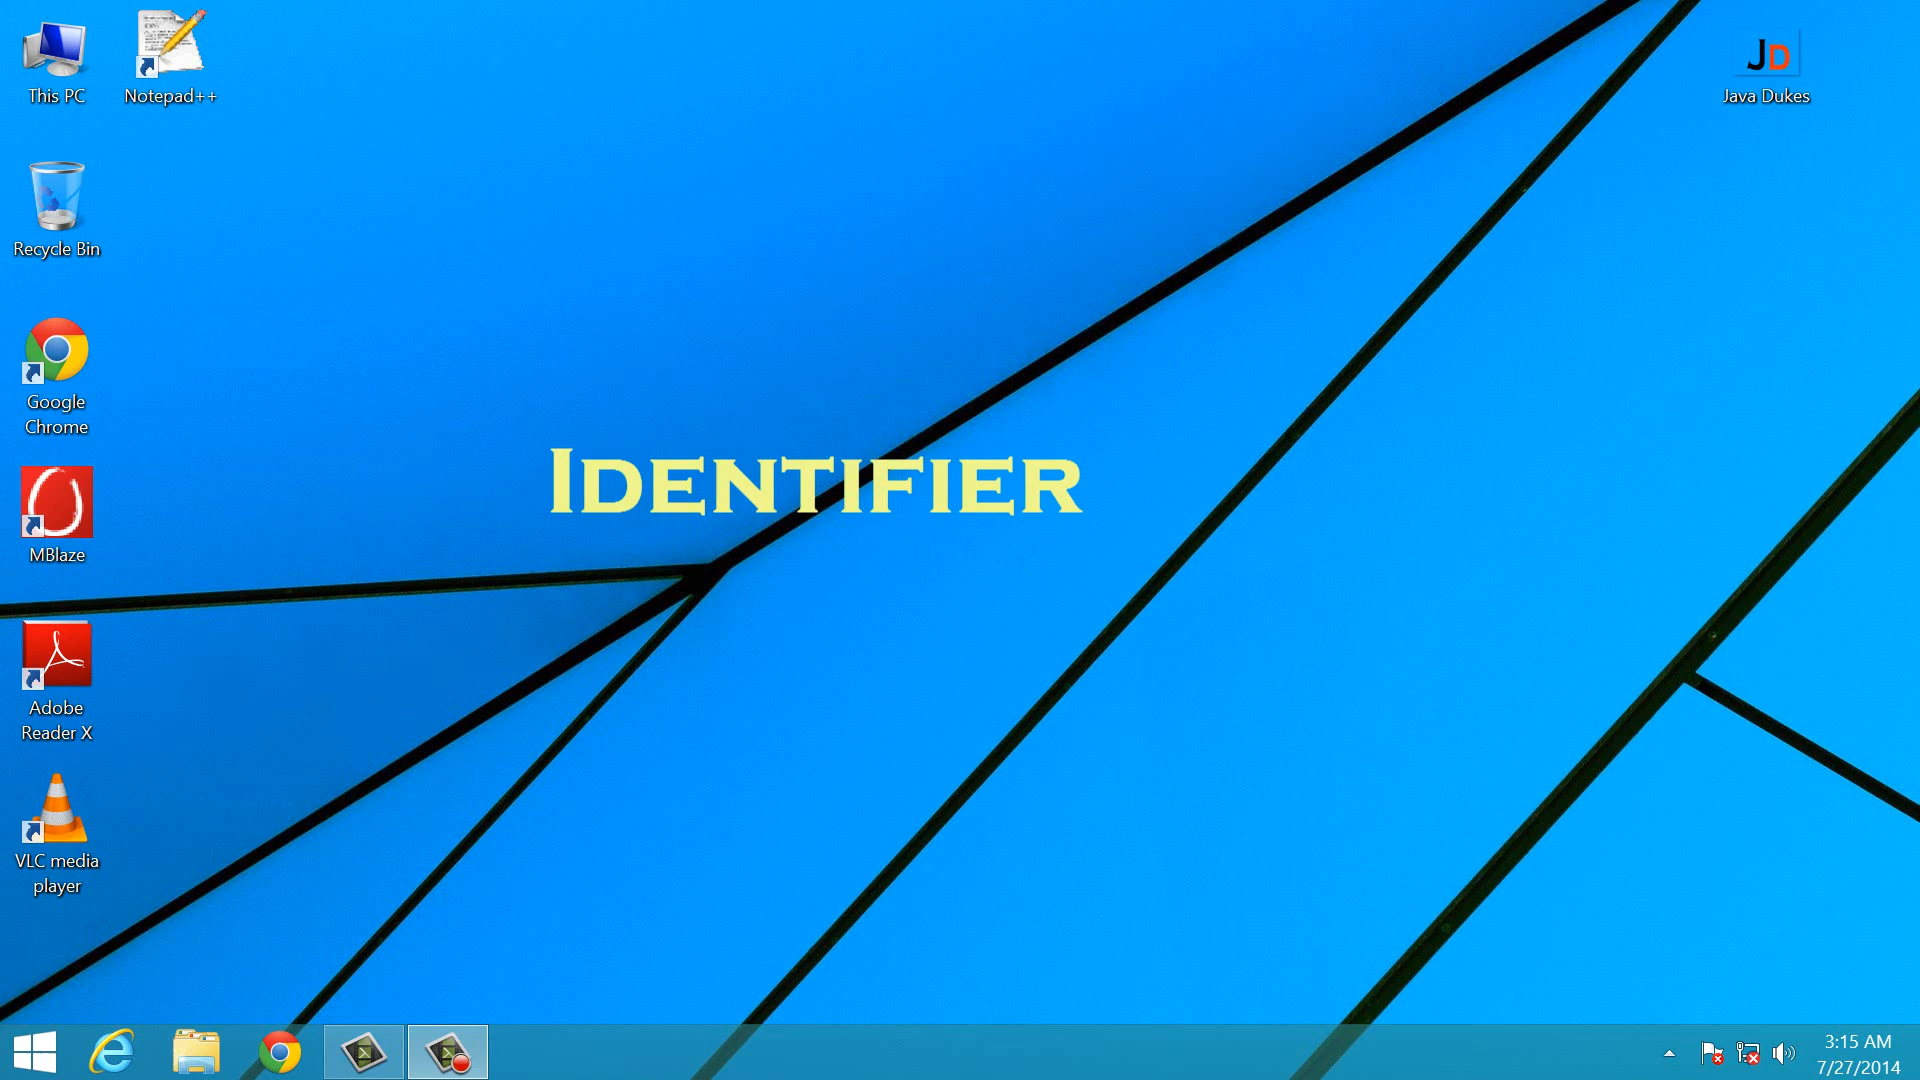 This PC
Notepad++
JD
Java Dukes
Recycle Bin
Google
Chrome
Identifier
MBlaze
Adobe
Reader X
VLC media
player
3:15 AM
7/27/2014